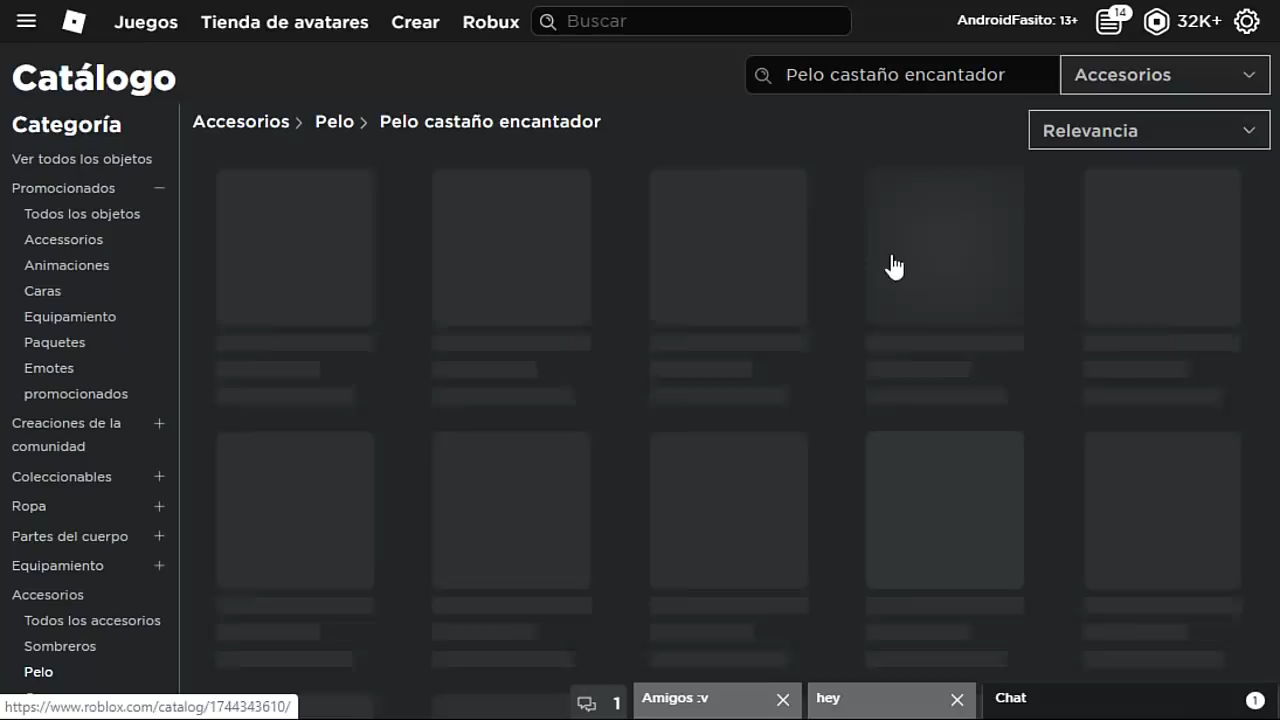 Juegos Tienda de avatares Crear Robux Buscar AndroidFasito: 13+ 14 32K+
Catálogo
Pelo castaño encantador Accesorios
Categoría
Accesorios Pelo Pelo castaño encantador
Relevancia
Ver todos los objetos
Promocionados
Todos los objetos
Accessorios
Animaciones
Caras
Equipamiento
Paquetes
Emotes
promocionados
Creaciones de la
comunidad
Coleccionables
Ropa
Partes del cuerpo
Equipamiento
Accesorios
Todos los accesorios
Sombreros
Pelo
https://www.roblox.com/catalog/1744343610/
1 Amigos :v hey Chat 1